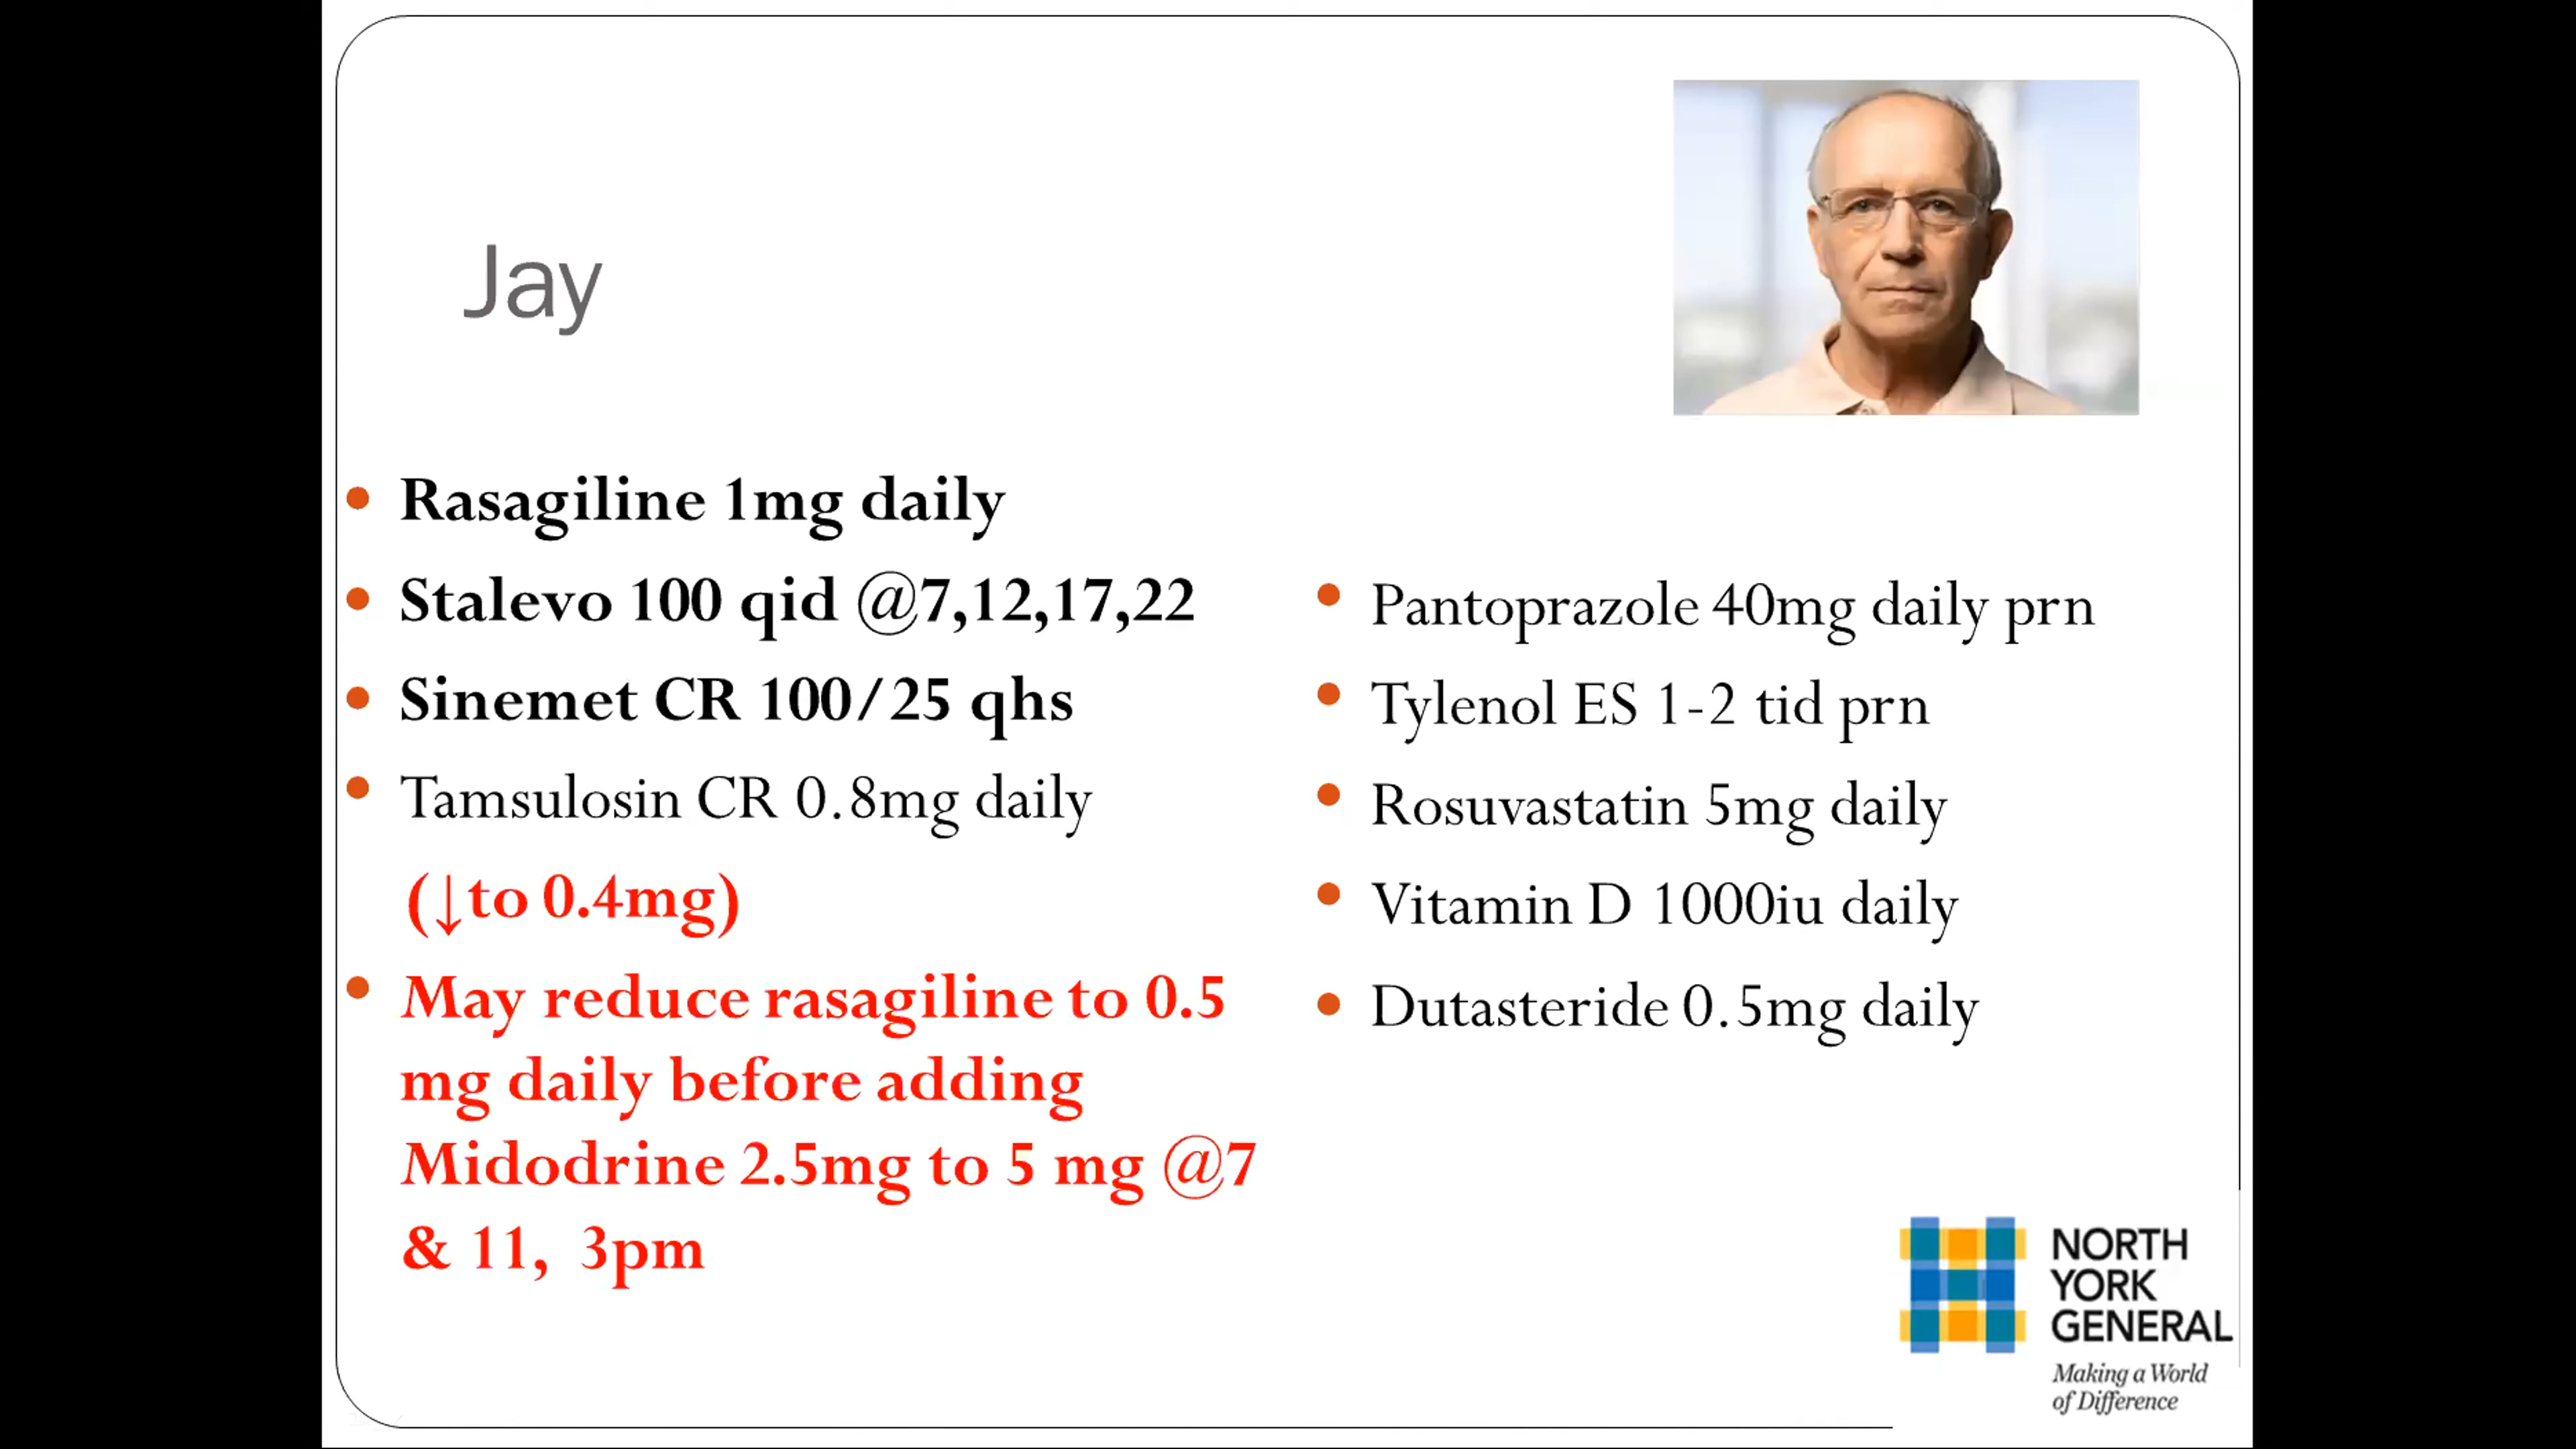 Jay
• Rasagiline 1mg daily
• Stalevo 100 qid @7,12,17,22
• Sinemet CR 100/25 qhs
• Tamsulosin CR 0.8mg daily
(↓to 0.4mg)
• May reduce rasagiline to 0.5
mg daily before adding
Midodrine 2.5mg to 5 mg @7
& 11, 3pm
• Pantoprazole 40mg daily prn
• Tylenol ES 1-2 tid prn
• Rosuvastatin 5mg daily
• Vitamin D 1000iu daily
• Dutasteride 0.5mg daily
NORTH
YORK
GENERAL
Making a World
of Difference